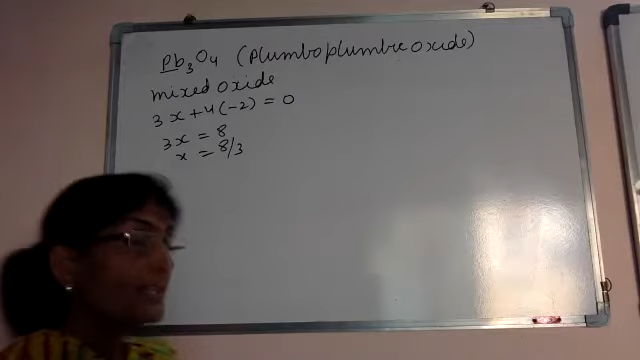 Pb₃O₄ (Plumboplumbic oxide)
mixed oxide
3x+4(-2) = 0
3x = 8
x = 8/3